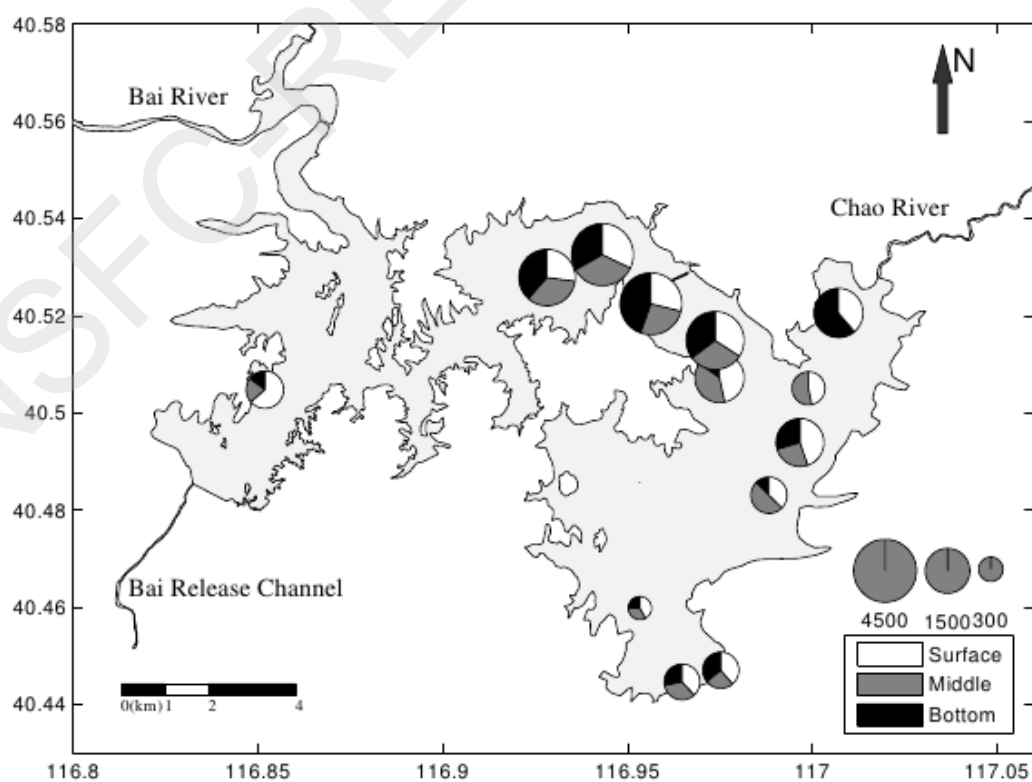 40.58
N
Bai River
40.56
Chao River
40.54
40.52
40.5
40.48
Bai Release Channel
40.46
4500 1500 300
Surface
Middle
Bottom
0(km) 1 2 4
40.44
116.8 116.85 116.9 116.95 117 117.05